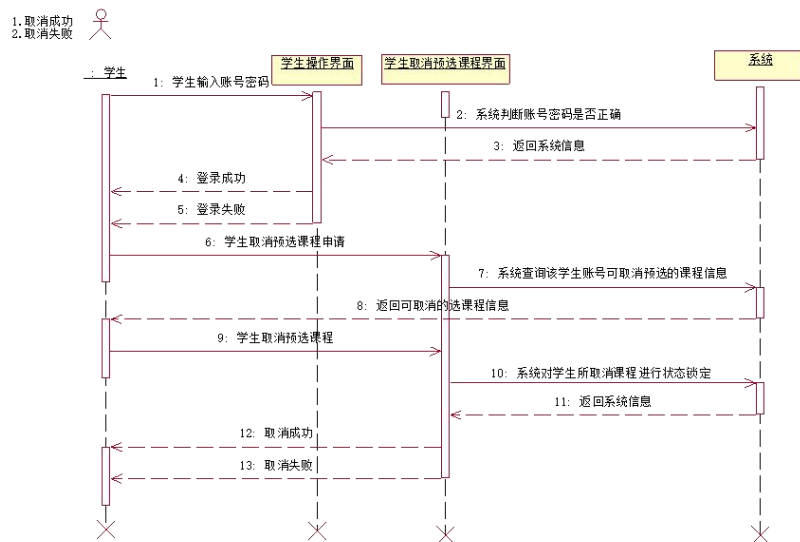 1.取消成功
2.取消失败
: 学生
学生操作界面
学生取消预选课程界面
系统
1: 学生输入账号密码
2: 系统判断账号密码是否正确
3: 返回系统信息
4: 登录成功
5: 登录失败
6: 学生取消预选课程申请
7: 系统查询该学生账号可取消预选的课程信息
8: 返回可取消的选课程信息
9: 学生取消预选课程
10: 系统对学生所取消课程进行状态锁定
11: 返回系统信息
12: 取消成功
13: 取消失败